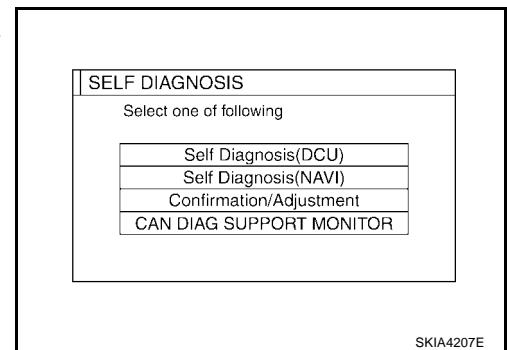 SELF DIAGNOSIS
Select one of following
Self Diagnosis(DCU)
Self Diagnosis(NAVI)
Confirmation/Adjustment
CAN DIAG SUPPORT MONITOR
SKIA4207E